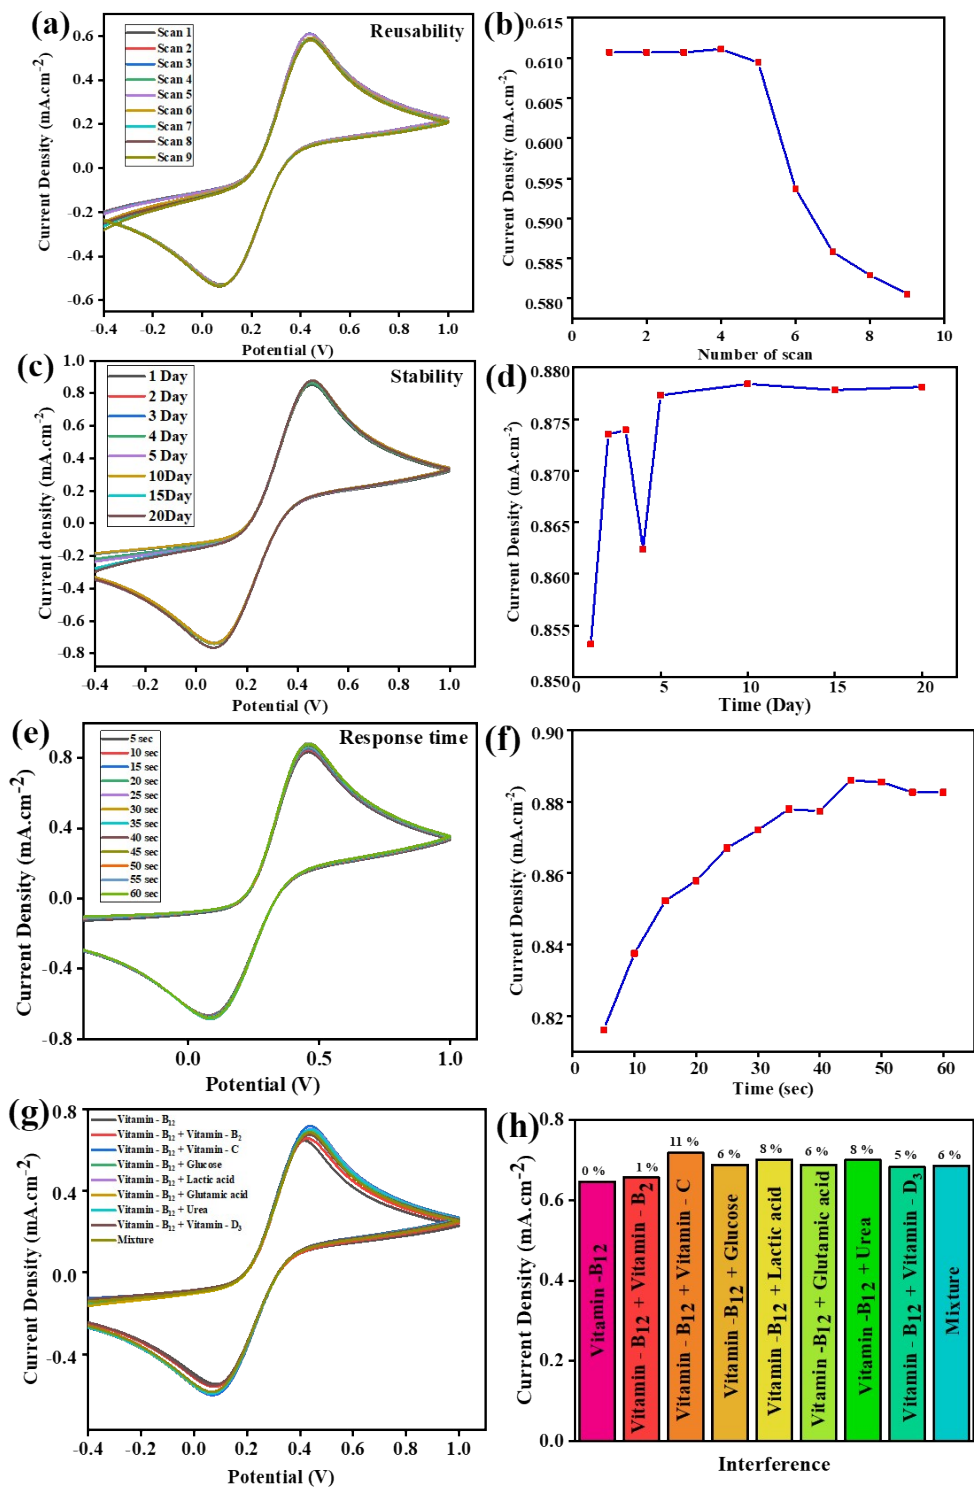 (a)
Reusability
Scan 1
Scan 2
Scan 3
Scan 4
Scan 5
Scan 6
Scan 7
Scan 8
Scan 9
Current Density (mA.cm⁻²)
0.6
0.4
0.2
0.0
-0.2
-0.4
-0.6
-0.4 -0.2 0.0 0.2 0.4 0.6 0.8 1.0
Potential (V)
(b)
Current Density (mA.cm⁻²)
0.615
0.610
0.605
0.600
0.595
0.590
0.585
0.580
0 2 4 6 8 10
Number of scan
(c)
Stability
1 Day
2 Day
3 Day
4 Day
5 Day
10Day
15Day
20Day
Current density (mA.cm⁻²)
1.0
0.8
0.6
0.4
0.2
0.0
-0.2
-0.4
-0.6
-0.8
-0.4 -0.2 0.0 0.2 0.4 0.6 0.8 1.0
Potential (V)
(d)
Current Density (mA.cm⁻²)
0.880
0.875
0.870
0.865
0.860
0.855
0.850
5 10 15 20
Time (Day)
(e)
Response time
5 sec
10 sec
15 sec
20 sec
25 sec
30 sec
35 sec
40 sec
45 sec
50 sec
55 sec
60 sec
Current Density (mA.cm⁻²)
0.8
0.4
0.0
-0.4
-0.8
0.0 0.5 1.0
Potential (V)
(f)
Current Density (mA.cm⁻²)
0.90
0.88
0.86
0.84
0.82
0 10 20 30 40 50 60
Time (sec)
(g)
Vitamin - B₁₂
Vitamin - B₁₂ + Vitamin - B₂
Vitamin - B₁₂ + Vitamin - C
Vitamin - B₁₂ + Glucose
Vitamin - B₁₂ + Lactic acid
Vitamin - B₁₂ + Glutamic acid
Vitamin - B₁₂ + Urea
Vitamin - B₁₂ + Vitamin - D₃
Mixture
Current Density (mA.cm⁻²)
0.8
0.4
0.0
-0.4
-0.4 -0.2 0.0 0.2 0.4 0.6 0.8 1.0
Potential (V)
(h)
Current Density (mA.cm⁻²)
0.8
0.6
0.4
0.2
0.0
0 %
1 %
11 %
6 %
8 %
6 %
8 %
5 %
6 %
Vitamin -B₁₂
Vitamin - B₁₂ + Vitamin - B₂
Vitamin - B₁₂ + Vitamin - C
Vitamin -B₁₂ + Glucose
Vitamin -B₁₂ + Lactic acid
Vitamin -B₁₂ + Glutamic acid
Vitamin -B₁₂ + Urea
Vitamin - B₁₂ + Vitamin - D₃
Mixture
Interference